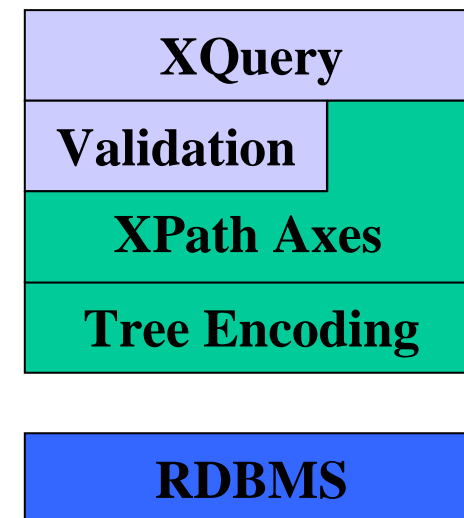 XQuery
Validation
XPath Axes
Tree Encoding
RDBMS